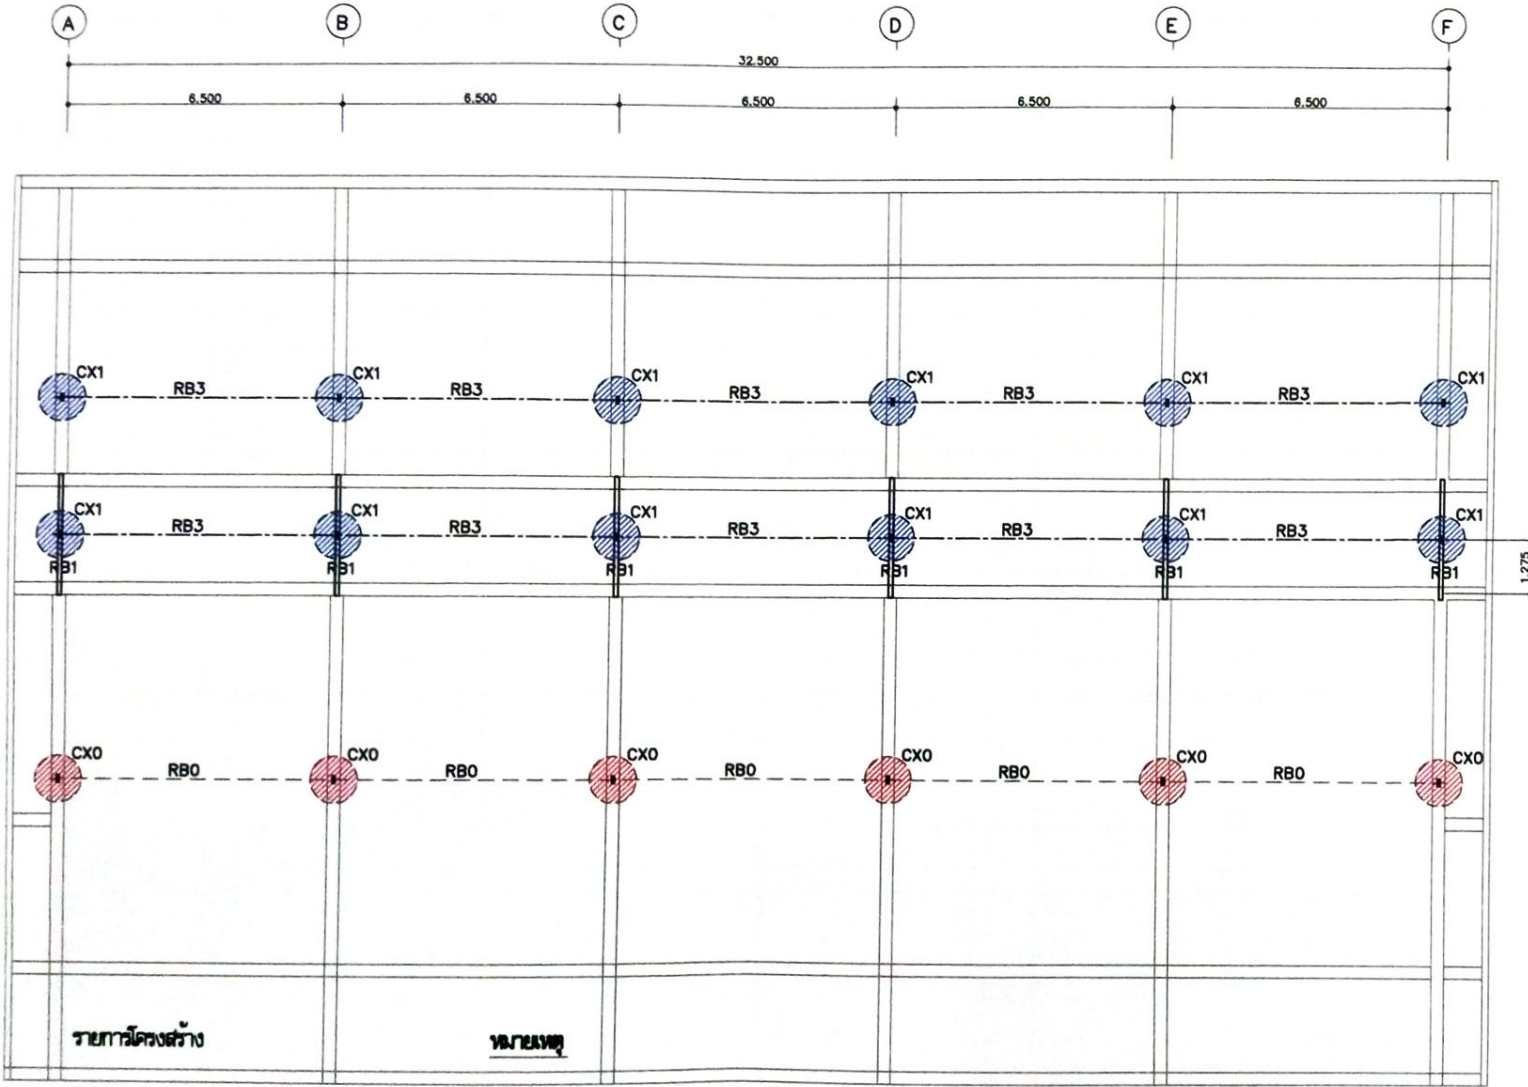 A B C D E F
32.500
6.500 6.500 6.500 6.500 6.500
CX1 CX1 CX1 CX1 CX1 CX1
RB3 RB3 RB3 RB3 RB3
CX1 CX1 CX1 CX1 CX1 CX1
RB3 RB3 RB3 RB3 RB3
RB1 RB1 RB1 RB1 RB1 RB1
1.275
CX0 CX0 CX0 CX0 CX0 CX0
RB0 RB0 RB0 RB0 RB0
รายการโครงสร้าง หมายเหตุ